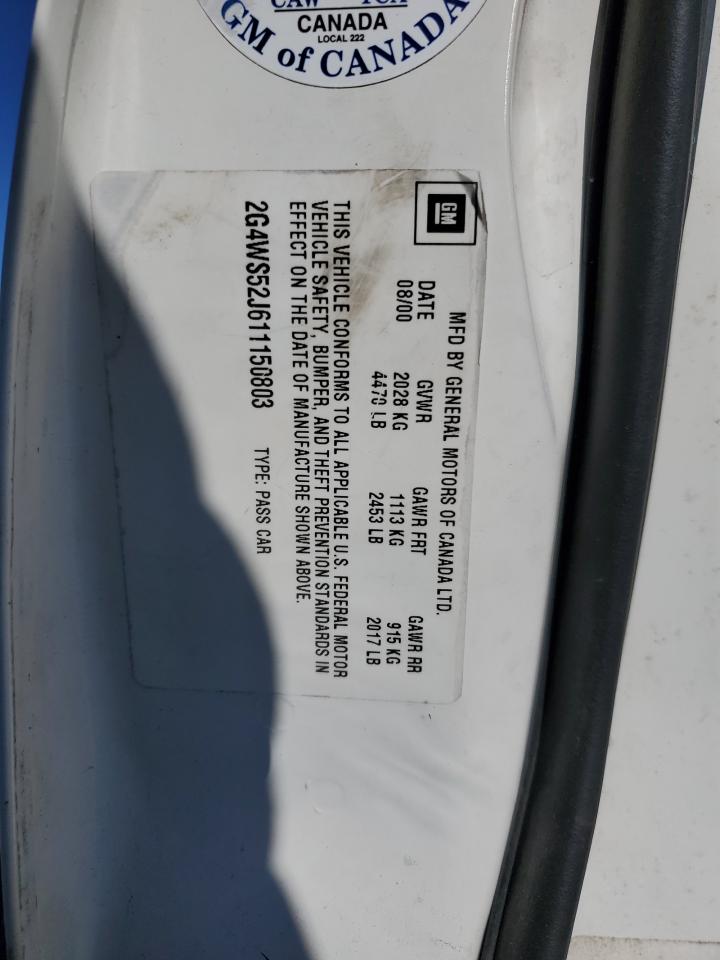 CAW TCA
CANADA
LOCAL 222
GM of CANADA
GM
MFD BY GENERAL MOTORS OF CANADA LTD.
DATE GVWR GAWR FRT GAWR RR
08/00 2028 KG 1113 KG 915 KG
4470 LB 2453 LB 2017 LB
THIS VEHICLE CONFORMS TO ALL APPLICABLE U.S. FEDERAL MOTOR
VEHICLE SAFETY, BUMPER, AND THEFT PREVENTION STANDARDS IN
EFFECT ON THE DATE OF MANUFACTURE SHOWN ABOVE.
2G4WS52J611150803 TYPE: PASS CAR